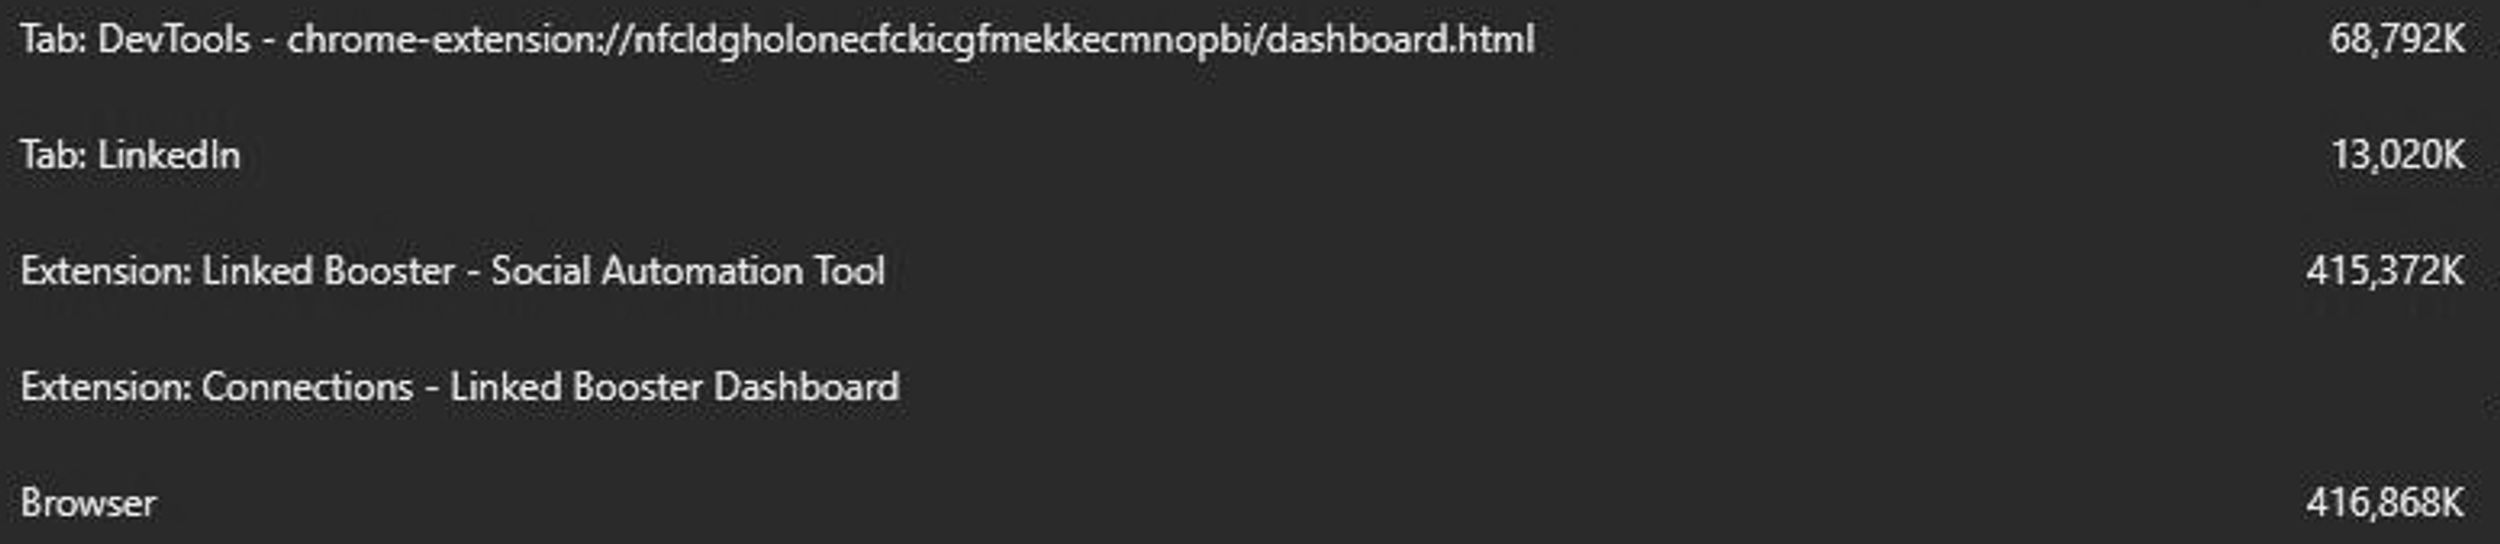 Tab: DevTools - chrome-extension://nfcldgholonecfckicgfmekkecmnopbi/dashboard.html 68,792K
Tab: LinkedIn 13,020K
Extension: Linked Booster - Social Automation Tool 415,372K
Extension: Connections - Linked Booster Dashboard
Browser 416,868K